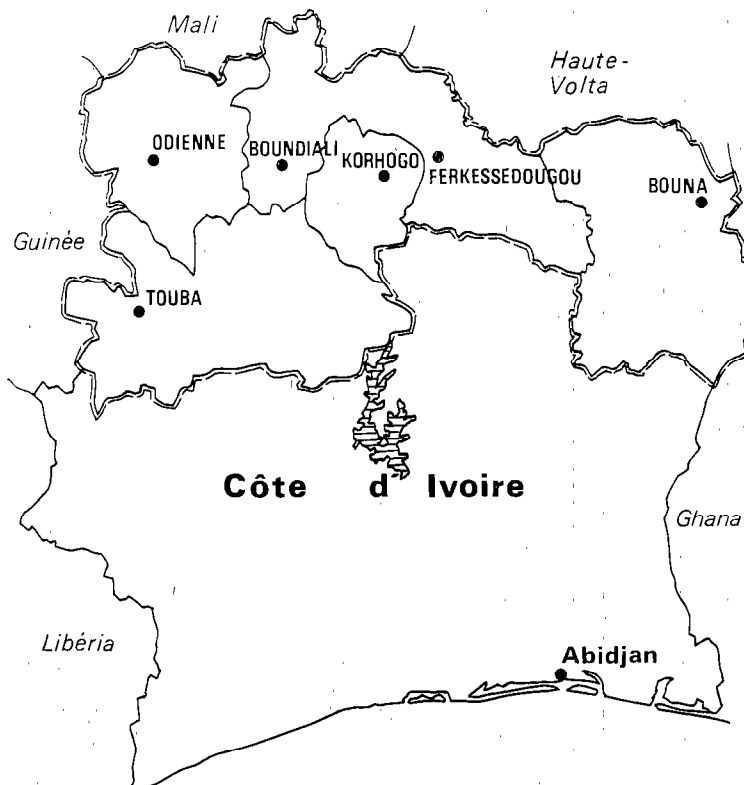 Mali
Haute-
Volta
ODIENNE
BOUNDIALI
KORHOGO
FERKESSEDOUGOU
BOUNA
Guinée
TOUBA
Côte d Ivoire
Ghana
Libéria
Abidjan